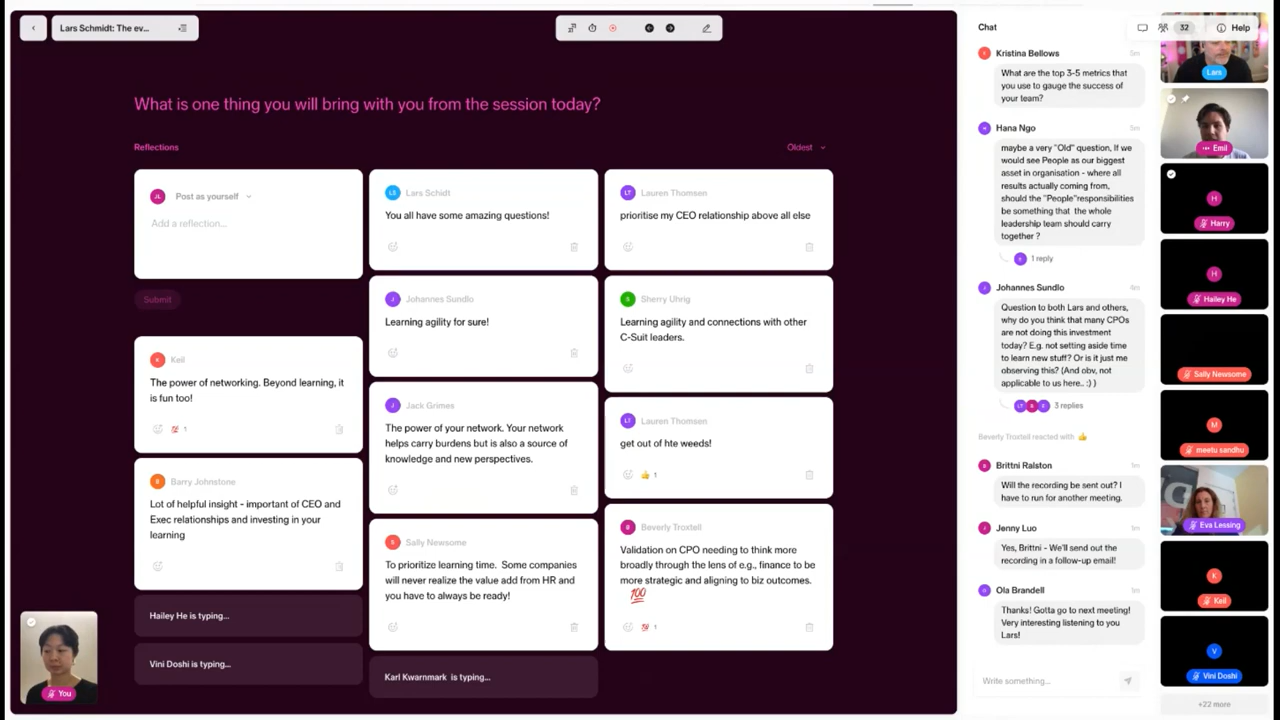 Lars Schmidt: The ev...
What is one thing you will bring with you from the session today?
Reflections
Oldest
JL
Post as yourself
Add a reflection...
Submit
K
Keil
The power of networking. Beyond learning, it
is fun too!
💯 1
B
Barry Johnstone
Lot of helpful insight - important of CEO and
Exec relationships and investing in your
learning
Hailey He is typing...
Vini Doshi is typing...
You
LS
Lars Schidt
You all have some amazing questions!
J
Johannes Sundlo
Learning agility for sure!
J
Jack Grimes
The power of your network. Your network
helps carry burdens but is also a source of
knowledge and new perspectives.
S
Sally Newsome
To prioritize learning time. Some companies
will never realize the value add from HR and
you have to always be ready!
Karl Kwarnmark is typing...
LT
Lauren Thomsen
prioritise my CEO relationship above all else
S
Sherry Uhrig
Learning agility and connections with other
C-Suit leaders.
LT
Lauren Thomsen
get out of hte weeds!
👍 1
B
Beverly Troxtell
Validation on CPO needing to think more
broadly through the lens of e.g., finance to be
more strategic and aligning to biz outcomes.
💯
💯 1
Chat
32
Help
K
Kristina Bellows
5m
What are the top 3-5 metrics that
you use to gauge the success of
your team?
H
Hana Ngo
5m
maybe a very "Old" question, If we
would see People as our biggest
asset in organisation - where all
results actually coming from,
should the "People"responsibilities
be something that the whole
leadership team should carry
together ?
1 reply
J
Johannes Sundlo
Question to both Lars and others,
why do you think that many CPOs
are not doing this investment
today? E.g. not setting aside time
to learn new stuff? Or is it just me
observing this? (And obv, not
applicable to us here.. :) )
LT
3 replies
Beverly Troxtell reacted with 👍
B
Brittni Ralston
1m
Will the recording be sent out? I
have to run for another meeting.
J
Jenny Luo
1m
Yes, Brittni - We'll send out the
recording in a follow-up email!
O
Ola Brandell
1m
Thanks! Gotta go to next meeting!
Very interesting listening to you
Lars!
Write something...
Lars
Emil
H
Harry
H
Hailey He
Sally Newsome
M
meetu sandhu
Eva Lessing
K
Keil
V
Vini Doshi
+22 more